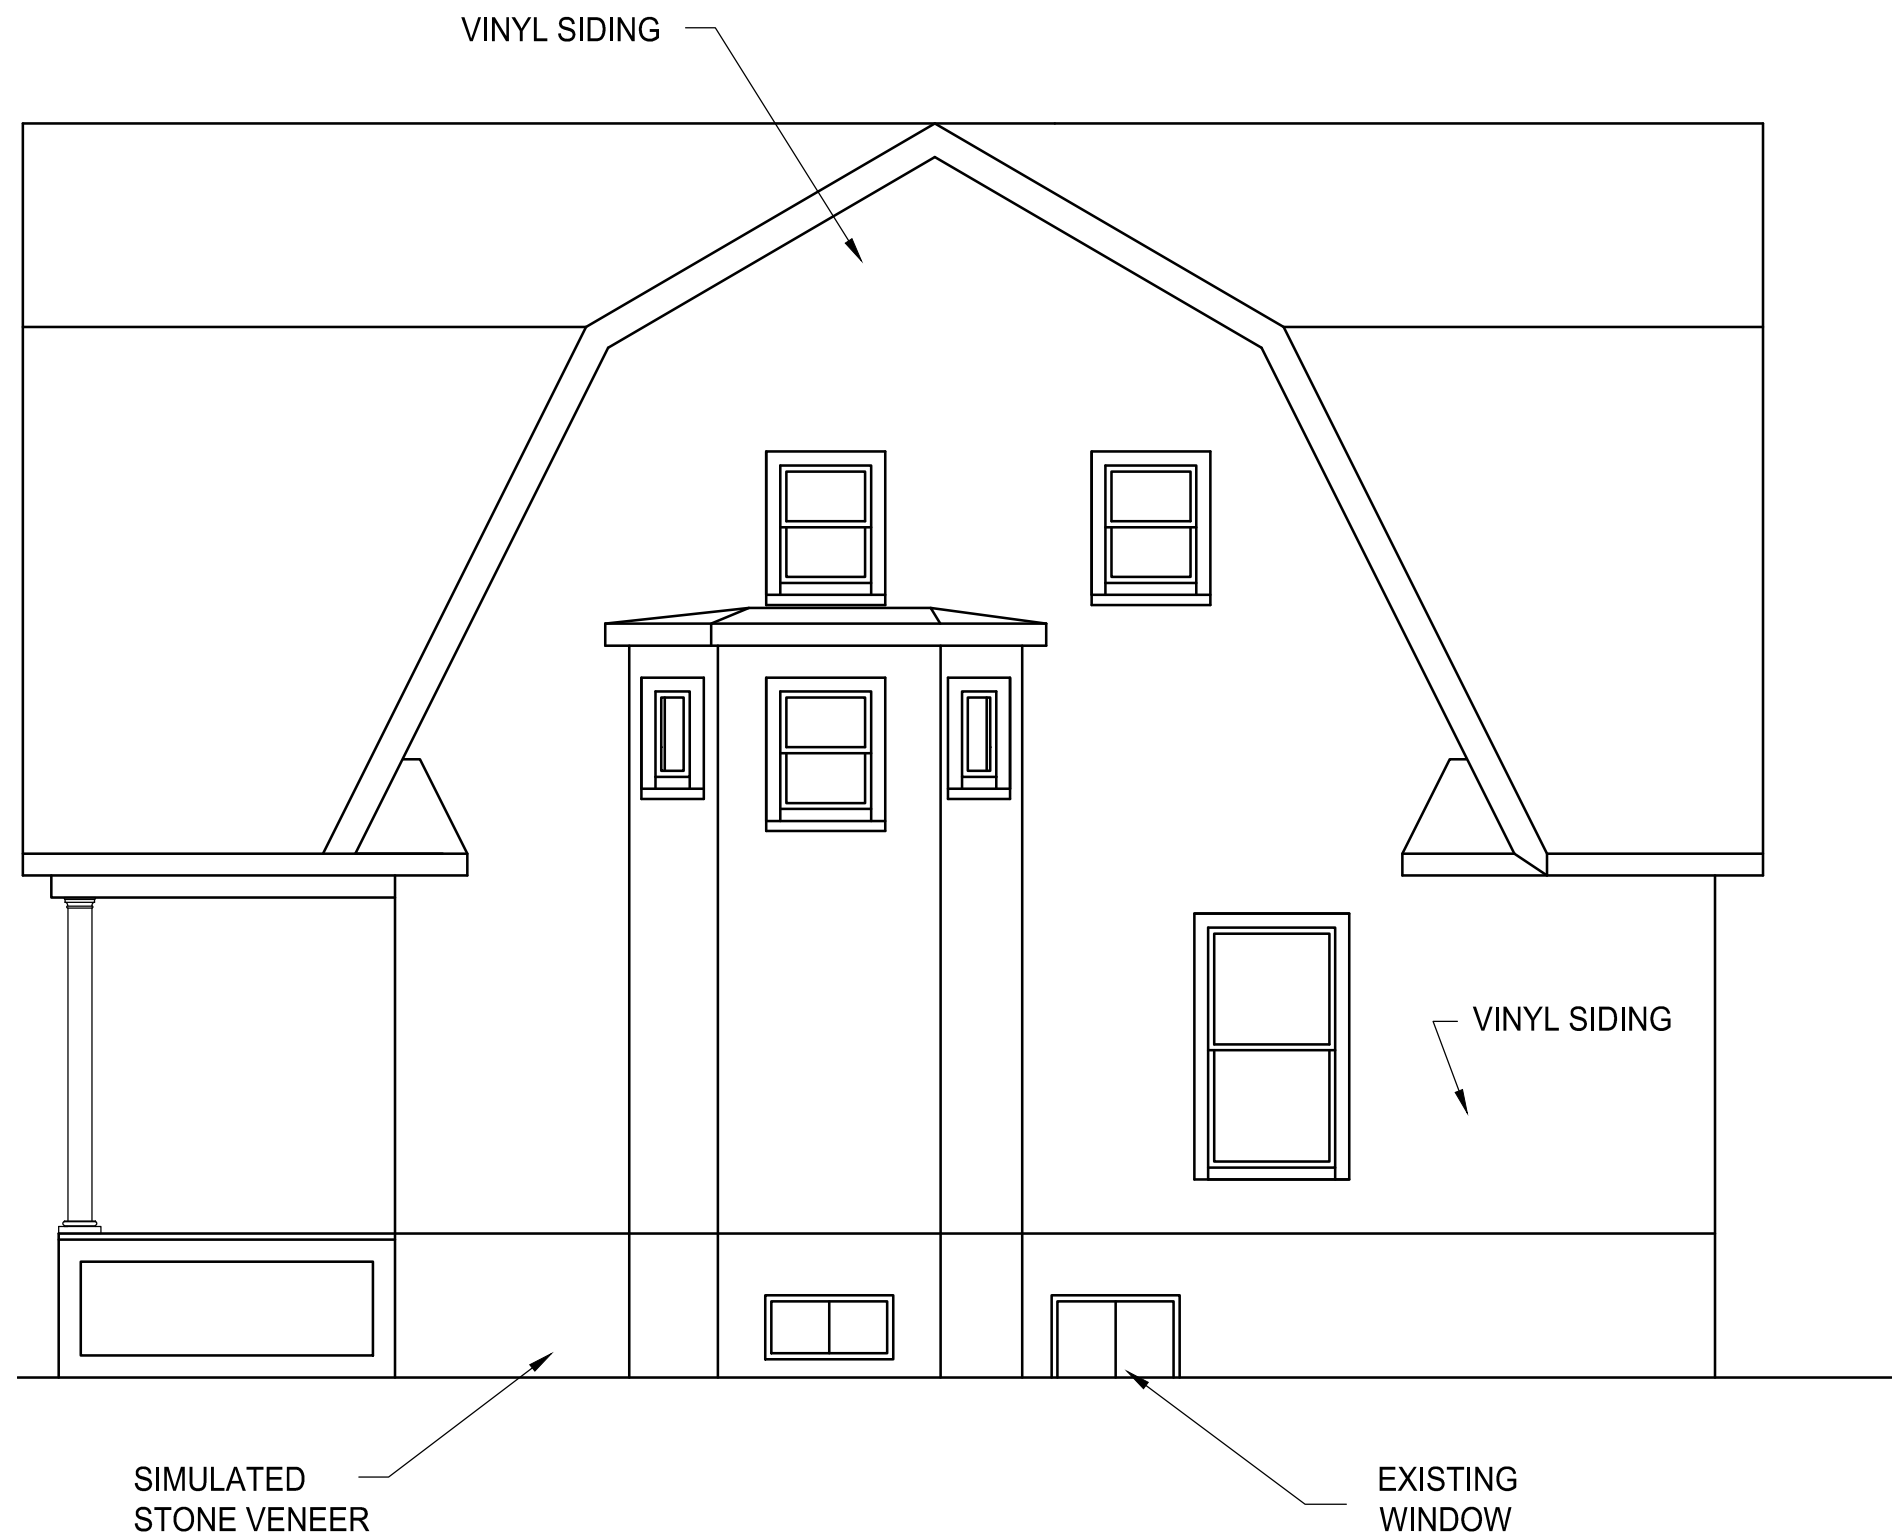 VINYL SIDING
VINYL SIDING
SIMULATED
STONE VENEER
EXISTING
WINDOW